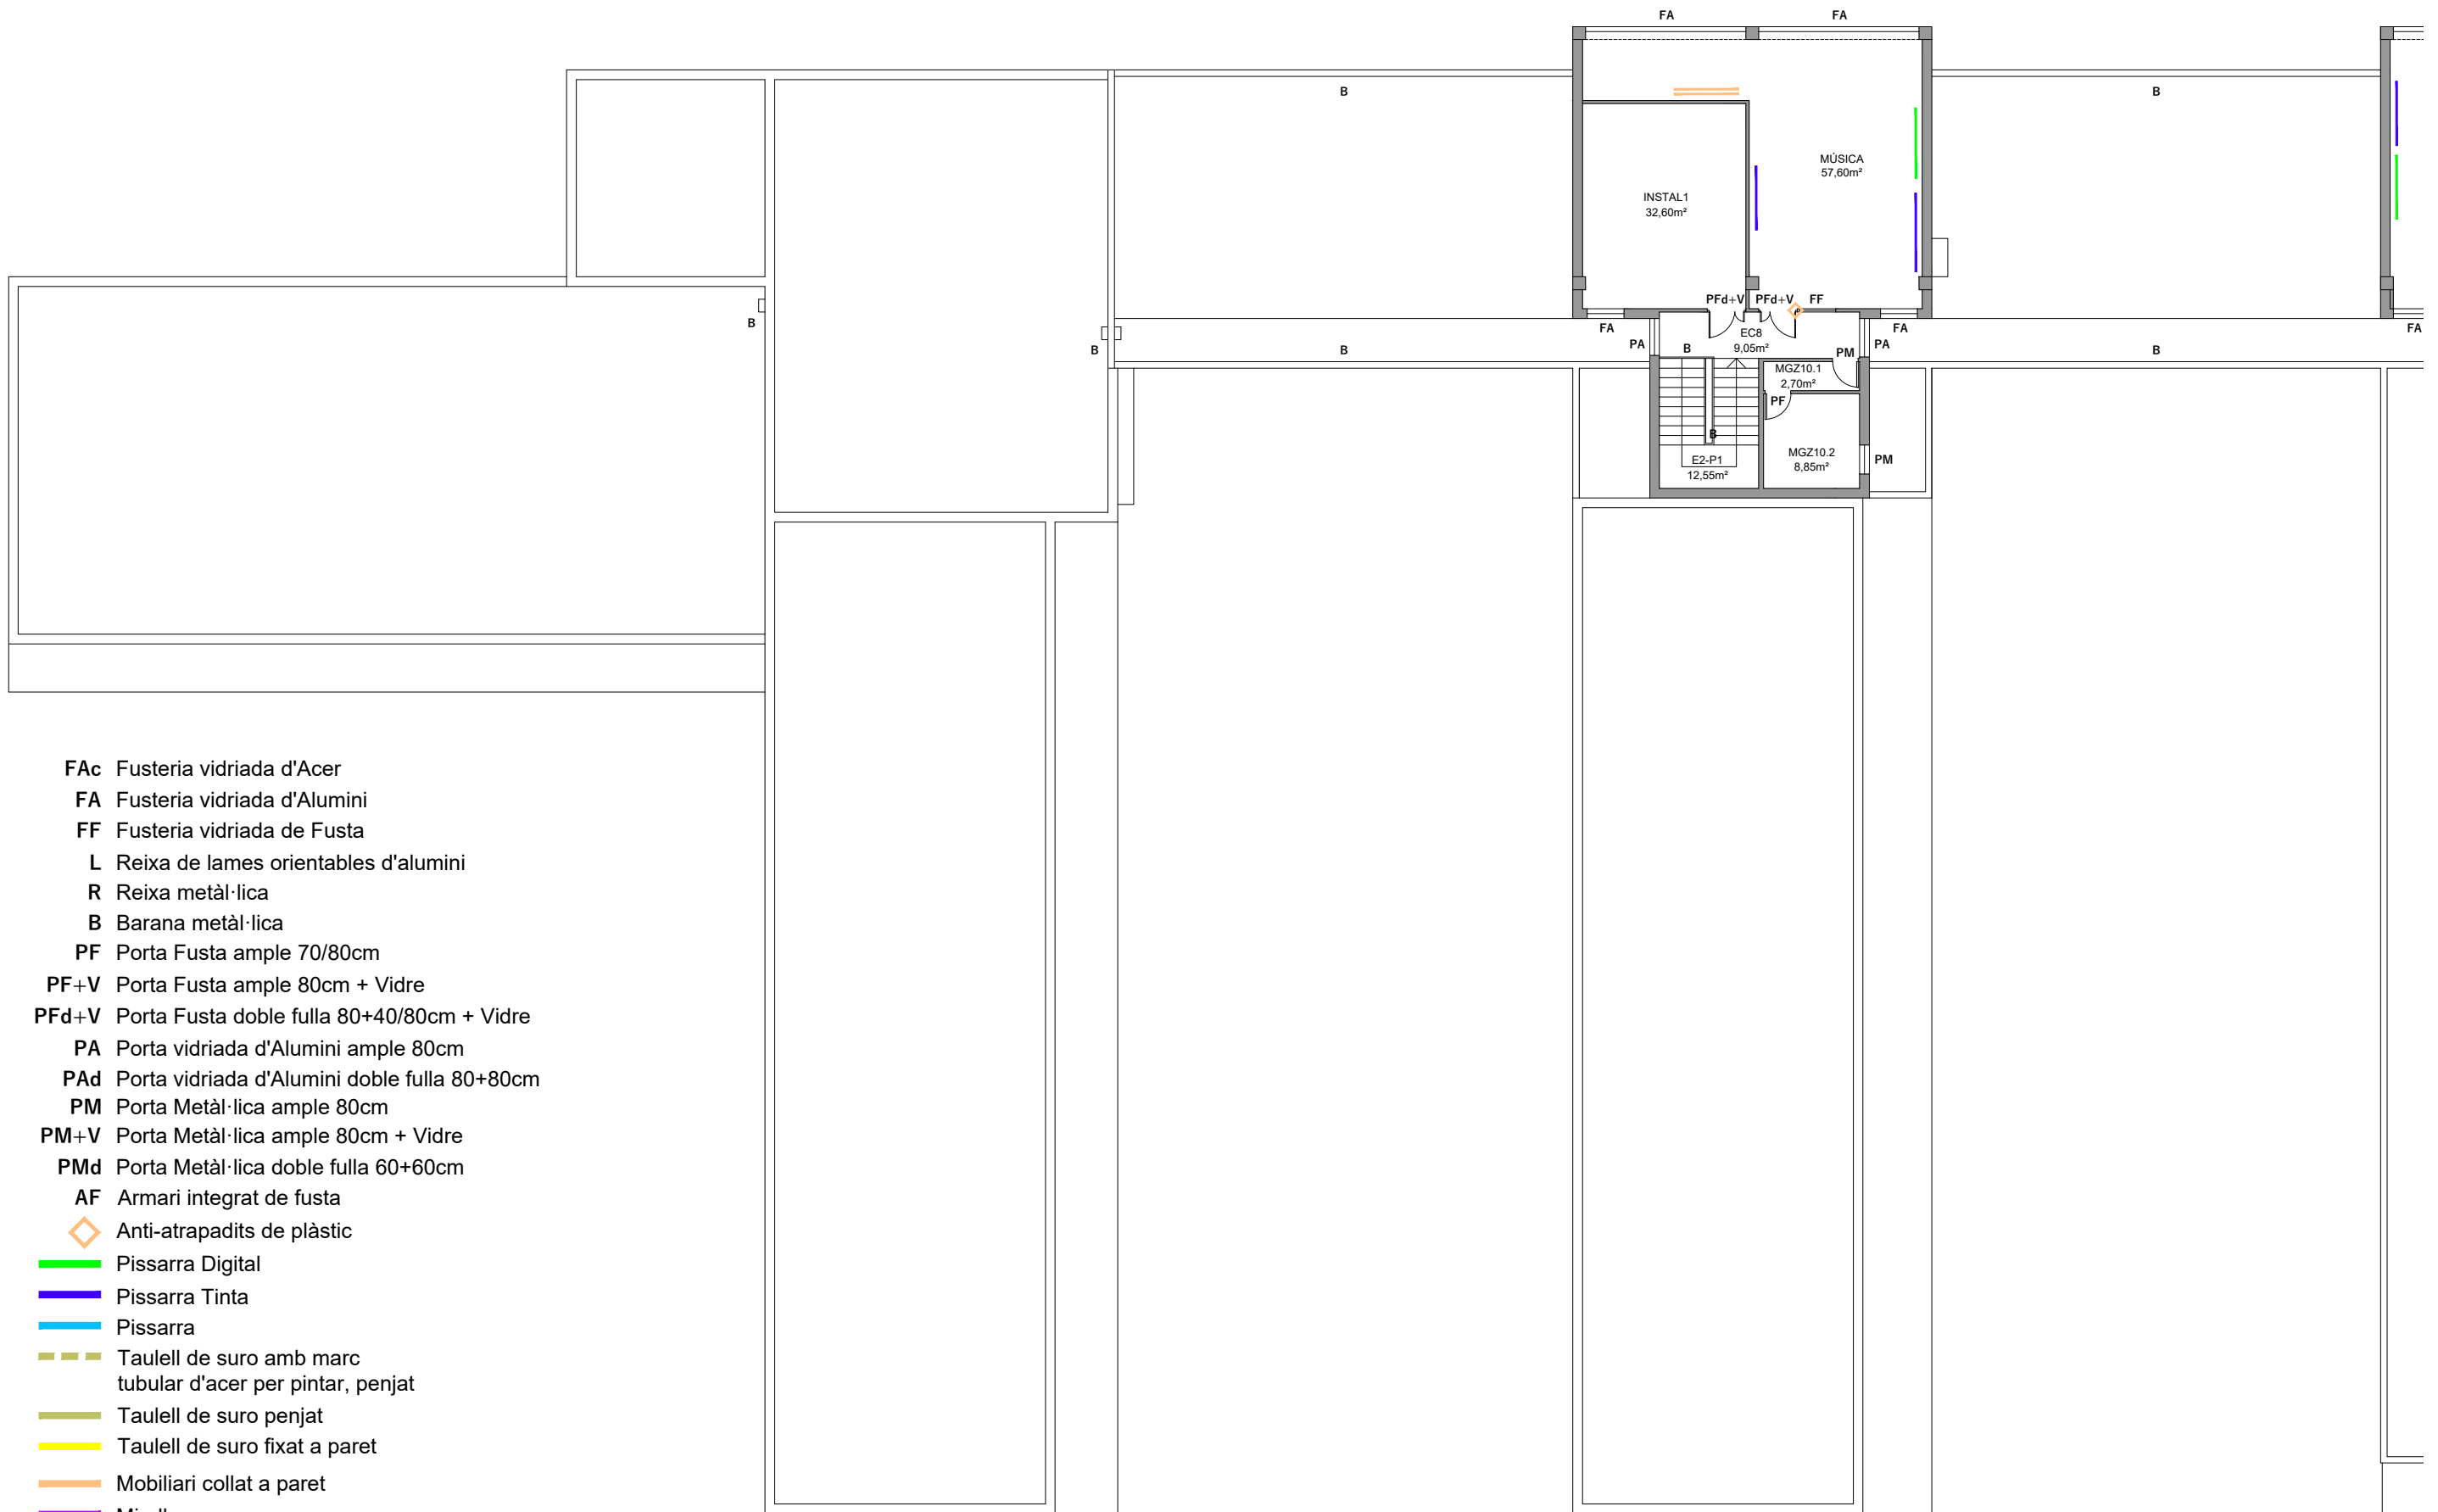 FA
FA
B
B
MÚSICA
57,60m²
INSTAL1
32,60m²
PFd+V
PFd+V
FF
FA
FA
FA
B
B
B
B
PA
B
EC8
9,05m²
PM
PA
B
MGZ10.1
2,70m²
PF
B
E2-P1
12,55m²
MGZ10.2
8,85m²
PM
FAc Fusteria vidriada d'Acer
FA Fusteria vidriada d'Alumini
FF Fusteria vidriada de Fusta
L Reixa de lames orientables d'alumini
R Reixa metàl·lica
B Barana metàl·lica
PF Porta Fusta ample 70/80cm
PF+V Porta Fusta ample 80cm + Vidre
PFd+V Porta Fusta doble fulla 80+40/80cm + Vidre
PA Porta vidriada d'Alumini ample 80cm
PAd Porta vidriada d'Alumini doble fulla 80+80cm
PM Porta Metàl·lica ample 80cm
PM+V Porta Metàl·lica ample 80cm + Vidre
PMd Porta Metàl·lica doble fulla 60+60cm
AF Armari integrat de fusta
Anti-atrapadits de plàstic
Pissarra Digital
Pissarra Tinta
Pissarra
Taulell de suro amb marc
tubular d'acer per pintar, penjat
Taulell de suro penjat
Taulell de suro fixat a paret
Mobiliari collat a paret